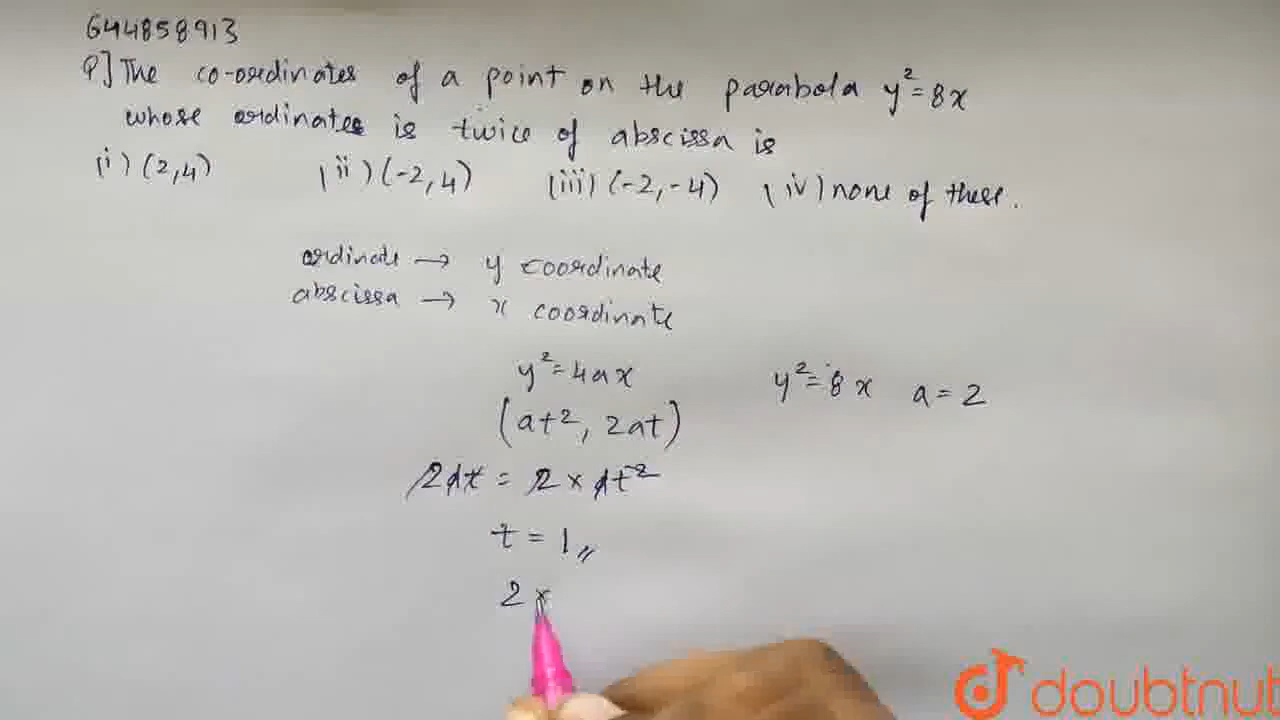 644858913
Q] The co-ordinates of a point on the parabola y²=8x
whose ordinates is twice of abscissa is
(i) (2,4) (ii) (-2,4) (iii) (-2,-4) (iv) none of these.
ordinate → y coordinate
abscissa → x coordinate
y²=4ax y²=8x a=2
(at², 2at)
2at = 2 × at²
t = 1,,
2 ×
doubtnut